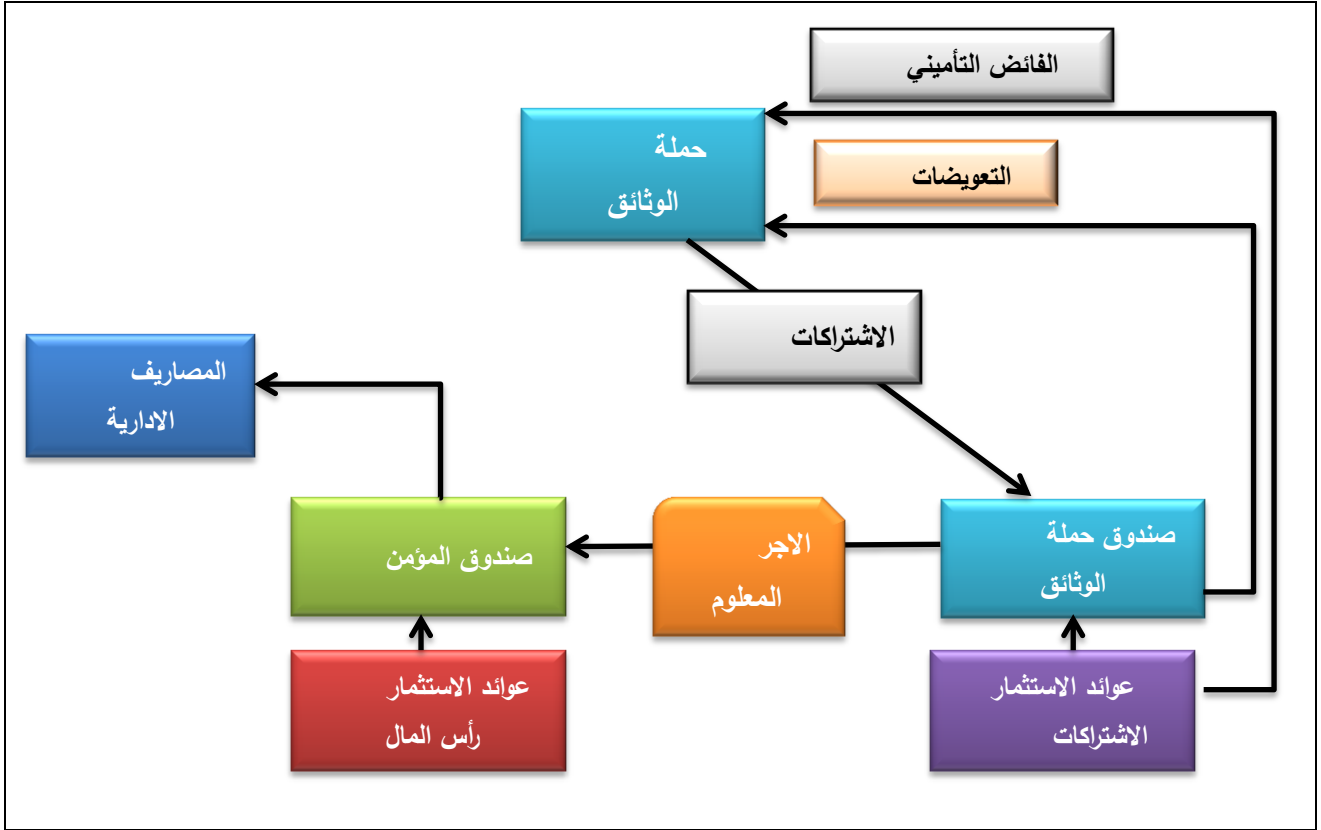 الفائض التأميني
حملة
الوثائق
التعويضات
الاشتراكات
المصاريف
الادارية
صندوق حملة
الوثائق
الاجر
المعلوم
صندوق المؤمن
عوائد الاستثمار
الاشتراكات
عوائد الاستثمار
رأس المال